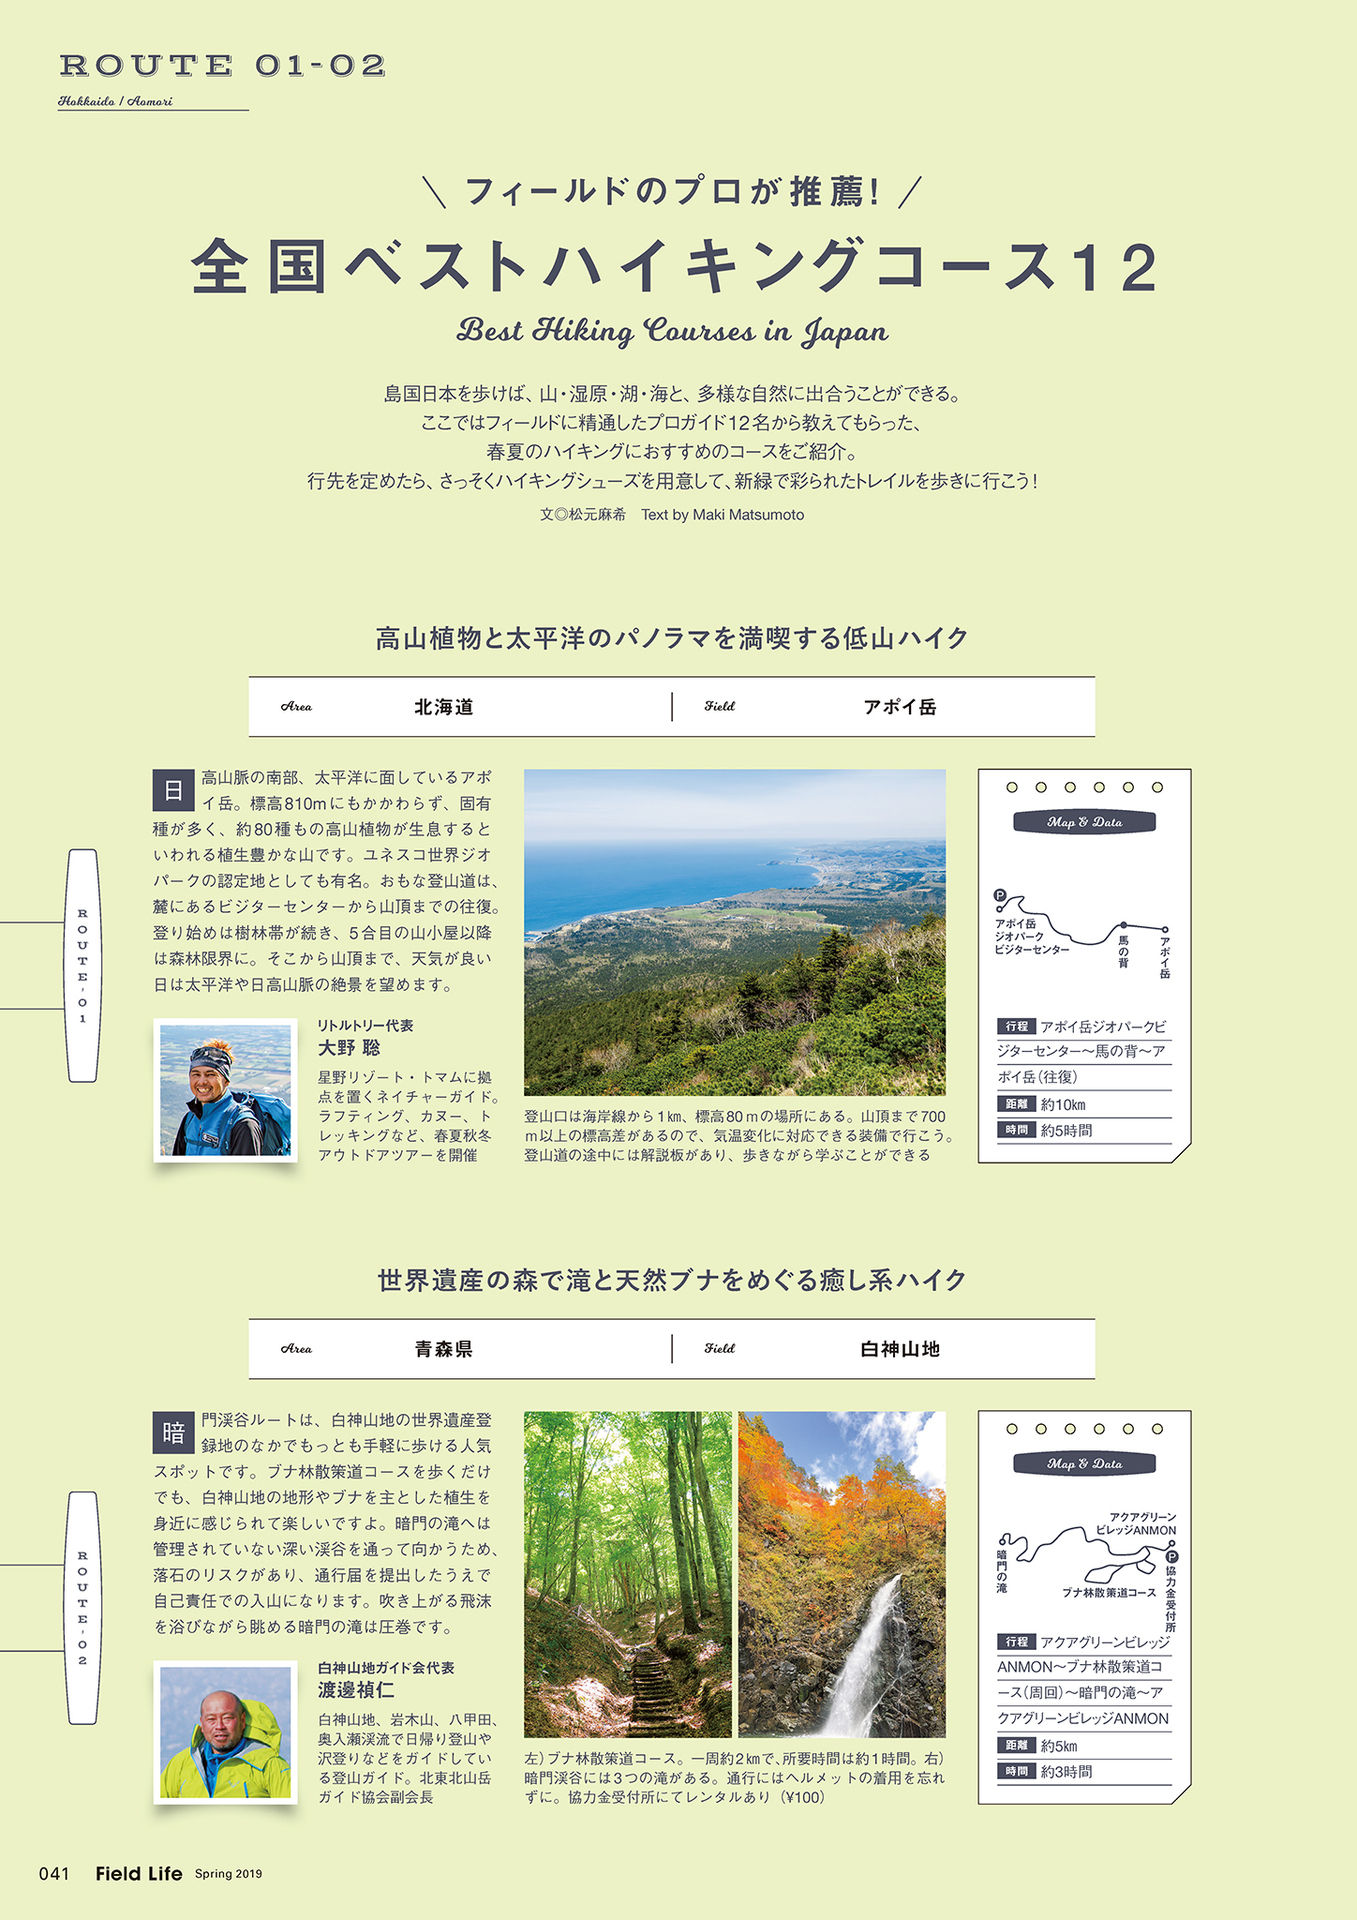 ROUTE 01-02
Hokkaido / Aomori
＼ フィールドのプロが推薦！ ／
全国ベストハイキングコース12
Best Hiking Courses in Japan
島国日本を歩けば、山・湿原・湖・海と、多様な自然に出合うことができる。
ここではフィールドに精通したプロガイド12名から教えてもらった、
春夏のハイキングにおすすめのコースをご紹介。
行先を定めたら、さっそくハイキングシューズを用意して、新緑で彩られたトレイルを歩きに行こう！
文◎松元麻希　Text by Maki Matsumoto
高山植物と太平洋のパノラマを満喫する低山ハイク
Area 北海道 Field アポイ岳
ROUTE-01
日高山脈の南部、太平洋に面しているアポ
イ岳。標高810mにもかかわらず、固有
種が多く、約80種もの高山植物が生息すると
いわれる植生豊かな山です。ユネスコ世界ジオ
パークの認定地としても有名。おもな登山道は、
麓にあるビジターセンターから山頂までの往復。
登り始めは樹林帯が続き、5合目の山小屋以降
は森林限界に。そこから山頂まで、天気が良い
日は太平洋や日高山脈の絶景を望めます。
リトルトリー代表
大野 聡
星野リゾート・トマムに拠
点を置くネイチャーガイド。
ラフティング、カヌー、ト
レッキングなど、春夏秋冬
アウトドアツアーを開催
登山口は海岸線から1㎞、標高80ｍの場所にある。山頂まで700
ｍ以上の標高差があるので、気温変化に対応できる装備で行こう。
登山道の途中には解説板があり、歩きながら学ぶことができる
Map & Data
P
アポイ岳
ジオパーク
ビジターセンター
馬の背
アポイ岳
行程 アポイ岳ジオパークビ
ジターセンター〜馬の背〜ア
ポイ岳（往復）
距離 約10㎞
時間 約5時間
世界遺産の森で滝と天然ブナをめぐる癒し系ハイク
Area 青森県 Field 白神山地
ROUTE-02
暗門渓谷ルートは、白神山地の世界遺産登
録地のなかでもっとも手軽に歩ける人気
スポットです。ブナ林散策道コースを歩くだけ
でも、白神山地の地形やブナを主とした植生を
身近に感じられて楽しいですよ。暗門の滝へは
管理されていない深い渓谷を通って向かうため、
落石のリスクがあり、通行届を提出したうえで
自己責任での入山になります。吹き上がる飛沫
を浴びながら眺める暗門の滝は圧巻です。
白神山地ガイド会代表
渡邉禎仁
白神山地、岩木山、八甲田、
奥入瀬渓流で日帰り登山や
沢登りなどをガイドしてい
る登山ガイド。北東北山岳
ガイド協会副会長
左）ブナ林散策道コース。一周約2㎞で、所要時間は約1時間。右）
暗門渓谷には3つの滝がある。通行にはヘルメットの着用を忘れ
ずに。協力金受付所にてレンタルあり（¥100）
Map & Data
アクアグリーン
ビレッジANMON
P
協力金受付所
暗門の滝
ブナ林散策道コース
行程 アクアグリーンビレッジ
ANMON〜ブナ林散策道コ
ース（周回）〜暗門の滝〜ア
クアグリーンビレッジANMON
距離 約5㎞
時間 約3時間
041 Field Life Spring 2019